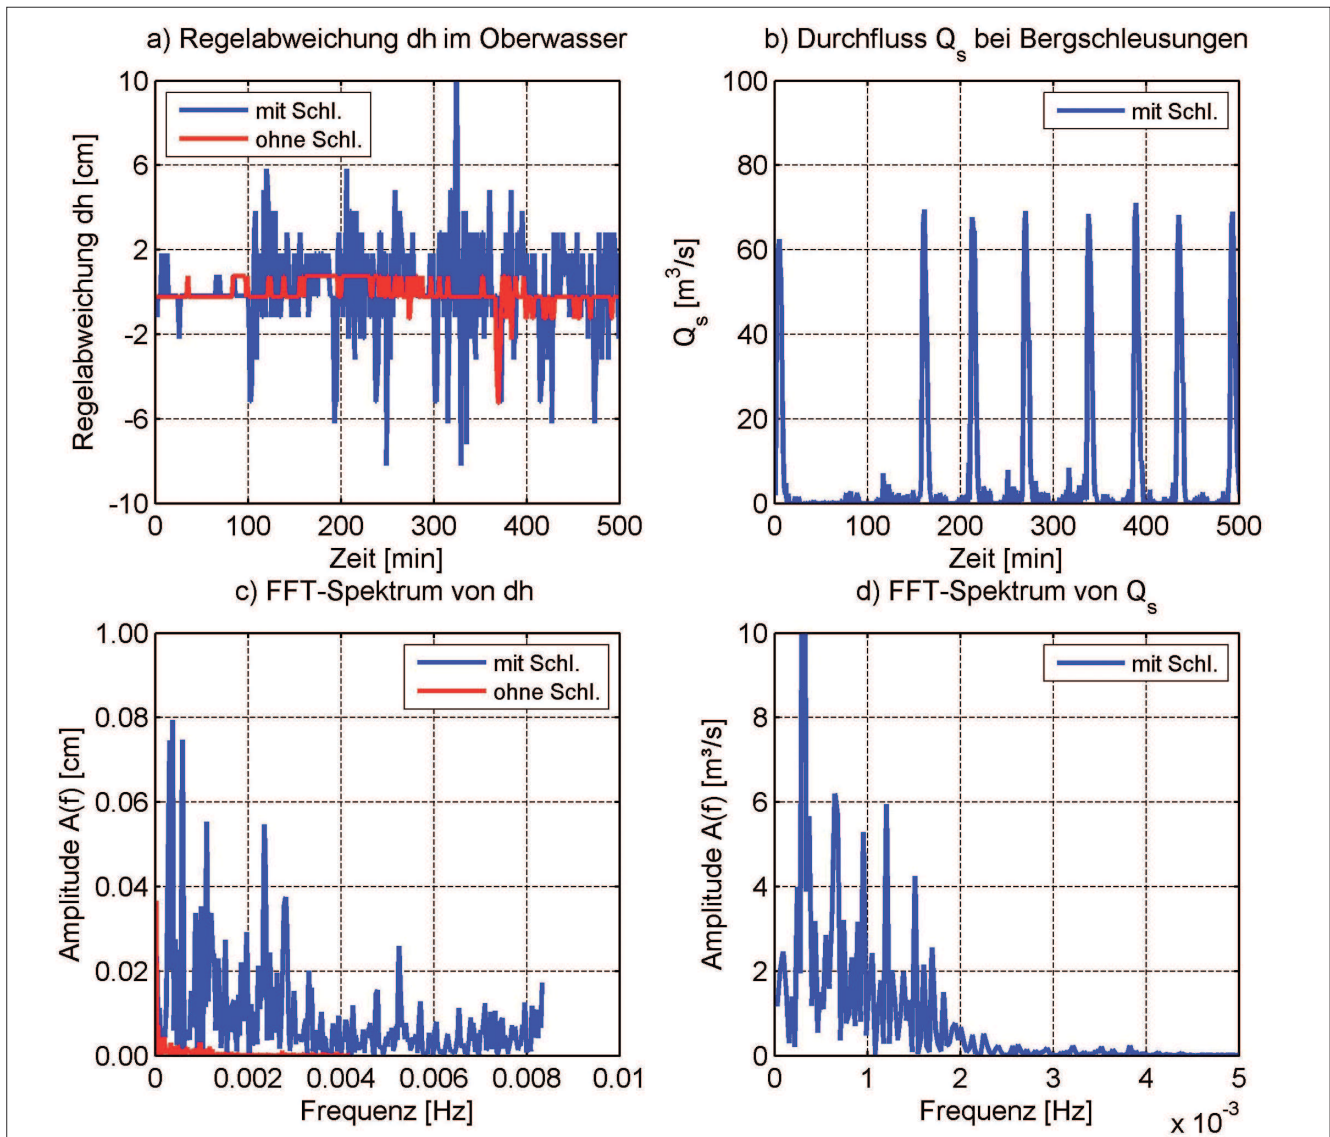 a) Regelabweichung dh im Oberwasser
Regelabweichung dh [cm]
10
6
2
-2
-6
-10
mit Schl.
ohne Schl.
0 100 200 300 400 500
Zeit [min]
b) Durchfluss Qs bei Bergschleusungen
Qs [m³/s]
100
80
60
40
20
0
mit Schl.
0 100 200 300 400 500
Zeit [min]
c) FFT-Spektrum von dh
Amplitude A(f) [cm]
1.00
0.08
0.06
0.04
0.02
0.00
mit Schl.
ohne Schl.
0 0.002 0.004 0.006 0.008 0.01
Frequenz [Hz]
d) FFT-Spektrum von Qs
Amplitude A(f) [m³/s]
10
8
6
4
2
0
mit Schl.
0 1 2 3 4 5
Frequenz [Hz]
x 10⁻³